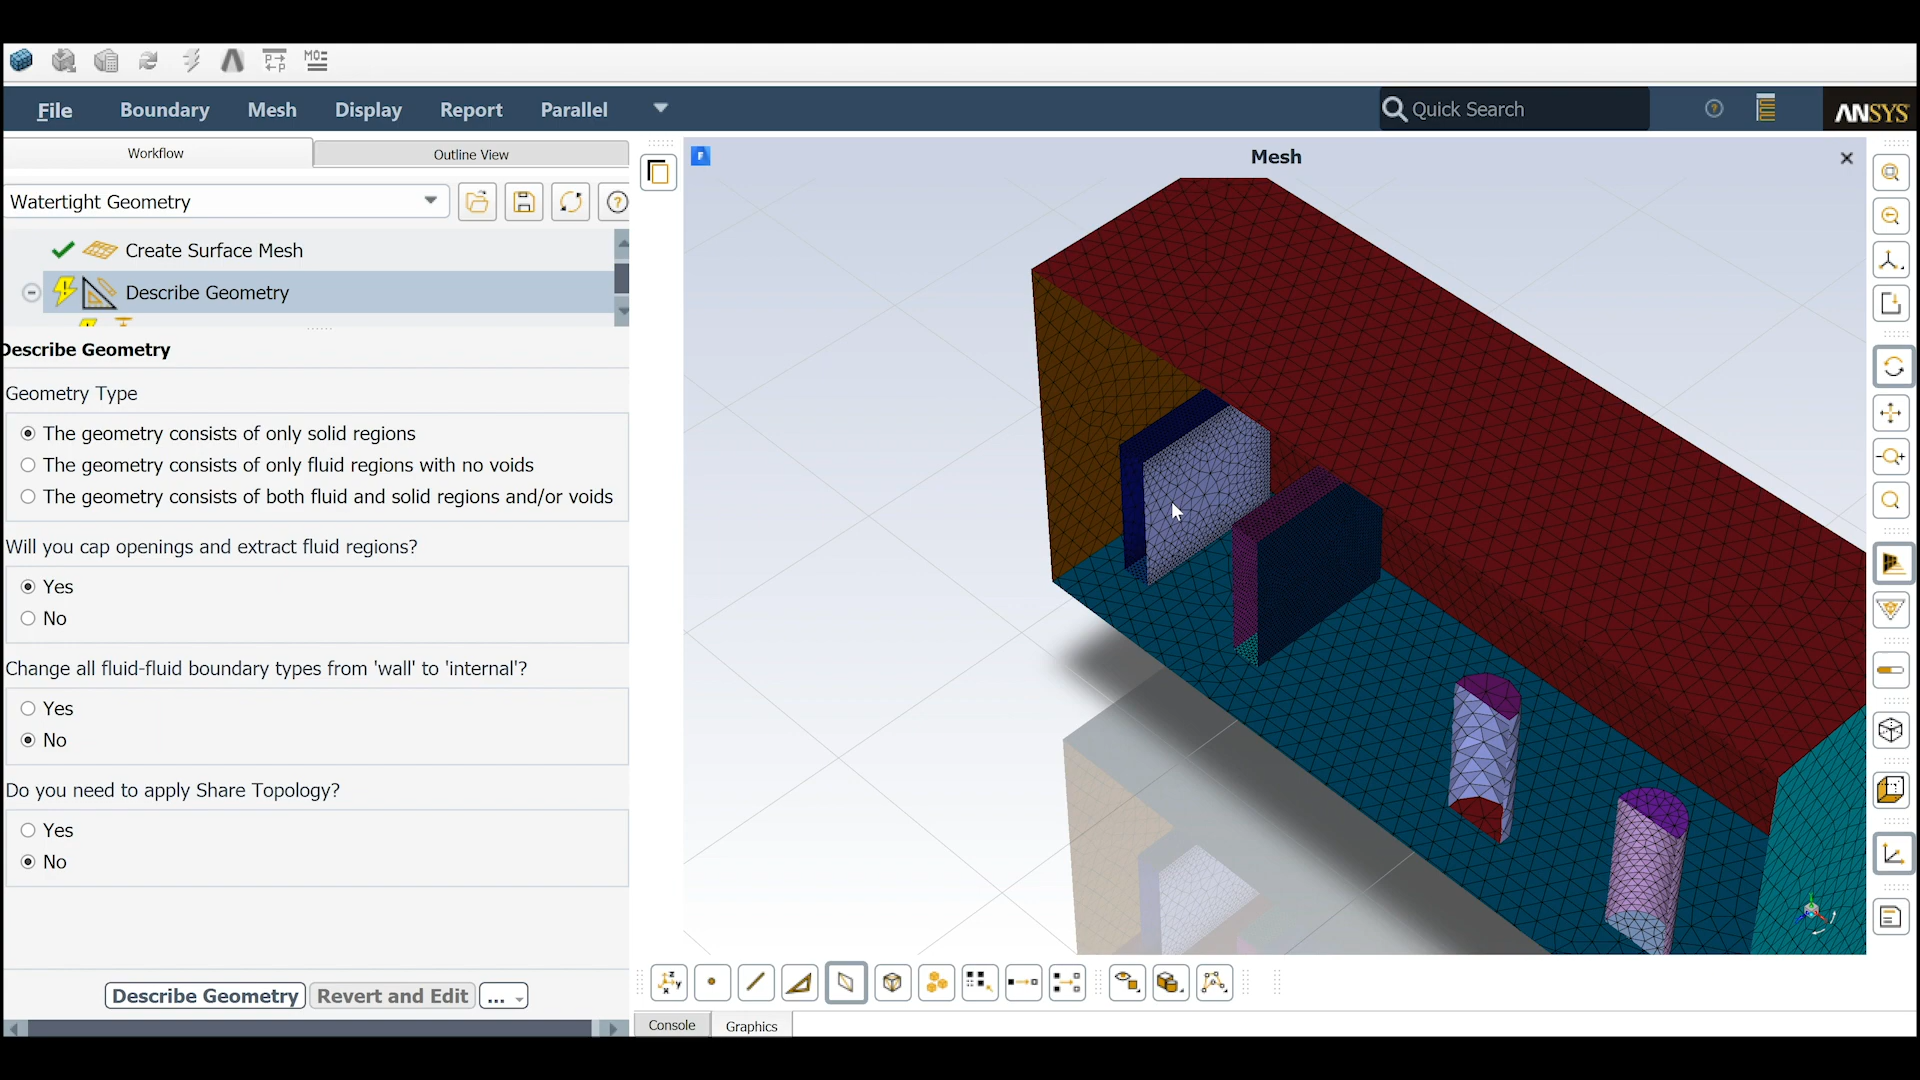 MO
P
P
File Boundary Mesh Display Report Parallel Quick Search ? ANSYS
Workflow Outline View
F Mesh
Watertight Geometry ?
Create Surface Mesh
Describe Geometry
Describe Geometry
Geometry Type
The geometry consists of only solid regions
The geometry consists of only fluid regions with no voids
The geometry consists of both fluid and solid regions and/or voids
Will you cap openings and extract fluid regions?
Yes
No
Change all fluid-fluid boundary types from 'wall' to 'internal'?
Yes
No
Do you need to apply Share Topology?
Yes
No
Describe Geometry Revert and Edit ...
Console Graphics